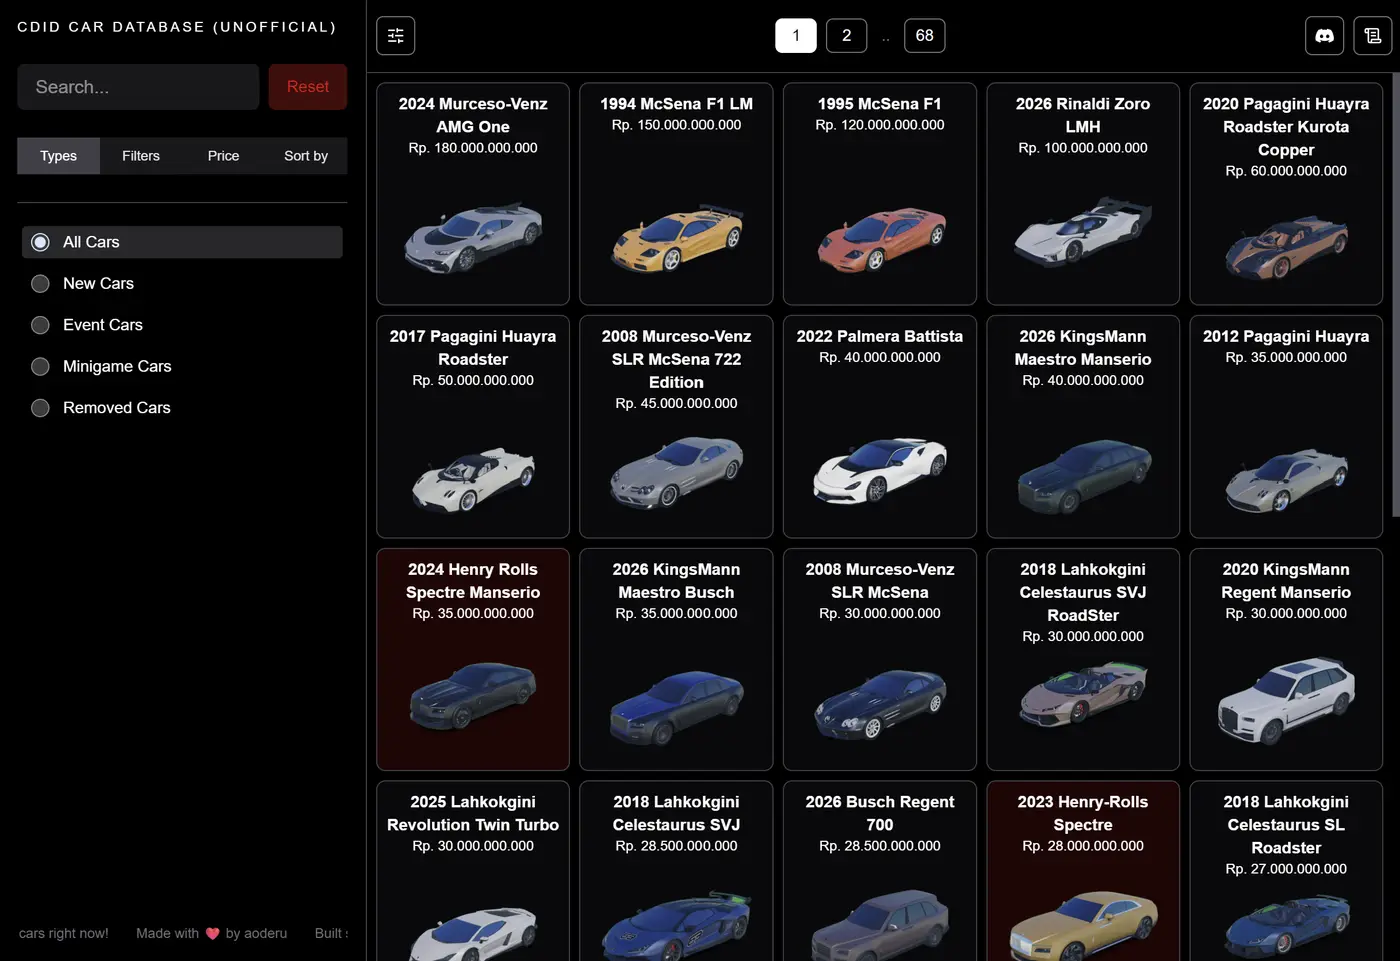 CDID CAR DATABASE (UNOFFICIAL)
Search...
Reset
Types
Filters
Price
Sort by
All Cars
New Cars
Event Cars
Minigame Cars
Removed Cars
cars right now!
Made with ❤️ by aoderu
Built
1
2
..
68
2024 Murceso-Venz
AMG One
Rp. 180.000.000.000
1994 McSena F1 LM
Rp. 150.000.000.000
1995 McSena F1
Rp. 120.000.000.000
2026 Rinaldi Zoro
LMH
Rp. 100.000.000.000
2020 Pagagini Huayra
Roadster Kurota
Copper
Rp. 60.000.000.000
2017 Pagagini Huayra
Roadster
Rp. 50.000.000.000
2008 Murceso-Venz
SLR McSena 722
Edition
Rp. 45.000.000.000
2022 Palmera Battista
Rp. 40.000.000.000
2026 KingsMann
Maestro Manserio
Rp. 40.000.000.000
2012 Pagagini Huayra
Rp. 35.000.000.000
2024 Henry Rolls
Spectre Manserio
Rp. 35.000.000.000
2026 KingsMann
Maestro Busch
Rp. 35.000.000.000
2008 Murceso-Venz
SLR McSena
Rp. 30.000.000.000
2018 Lahkokgini
Celestaurus SVJ
RoadSter
Rp. 30.000.000.000
2020 KingsMann
Regent Manserio
Rp. 30.000.000.000
2025 Lahkokgini
Revolution Twin Turbo
Rp. 30.000.000.000
2018 Lahkokgini
Celestaurus SVJ
Rp. 28.500.000.000
2026 Busch Regent
700
Rp. 28.500.000.000
2023 Henry-Rolls
Spectre
Rp. 28.000.000.000
2018 Lahkokgini
Celestaurus SL
Roadster
Rp. 27.000.000.000